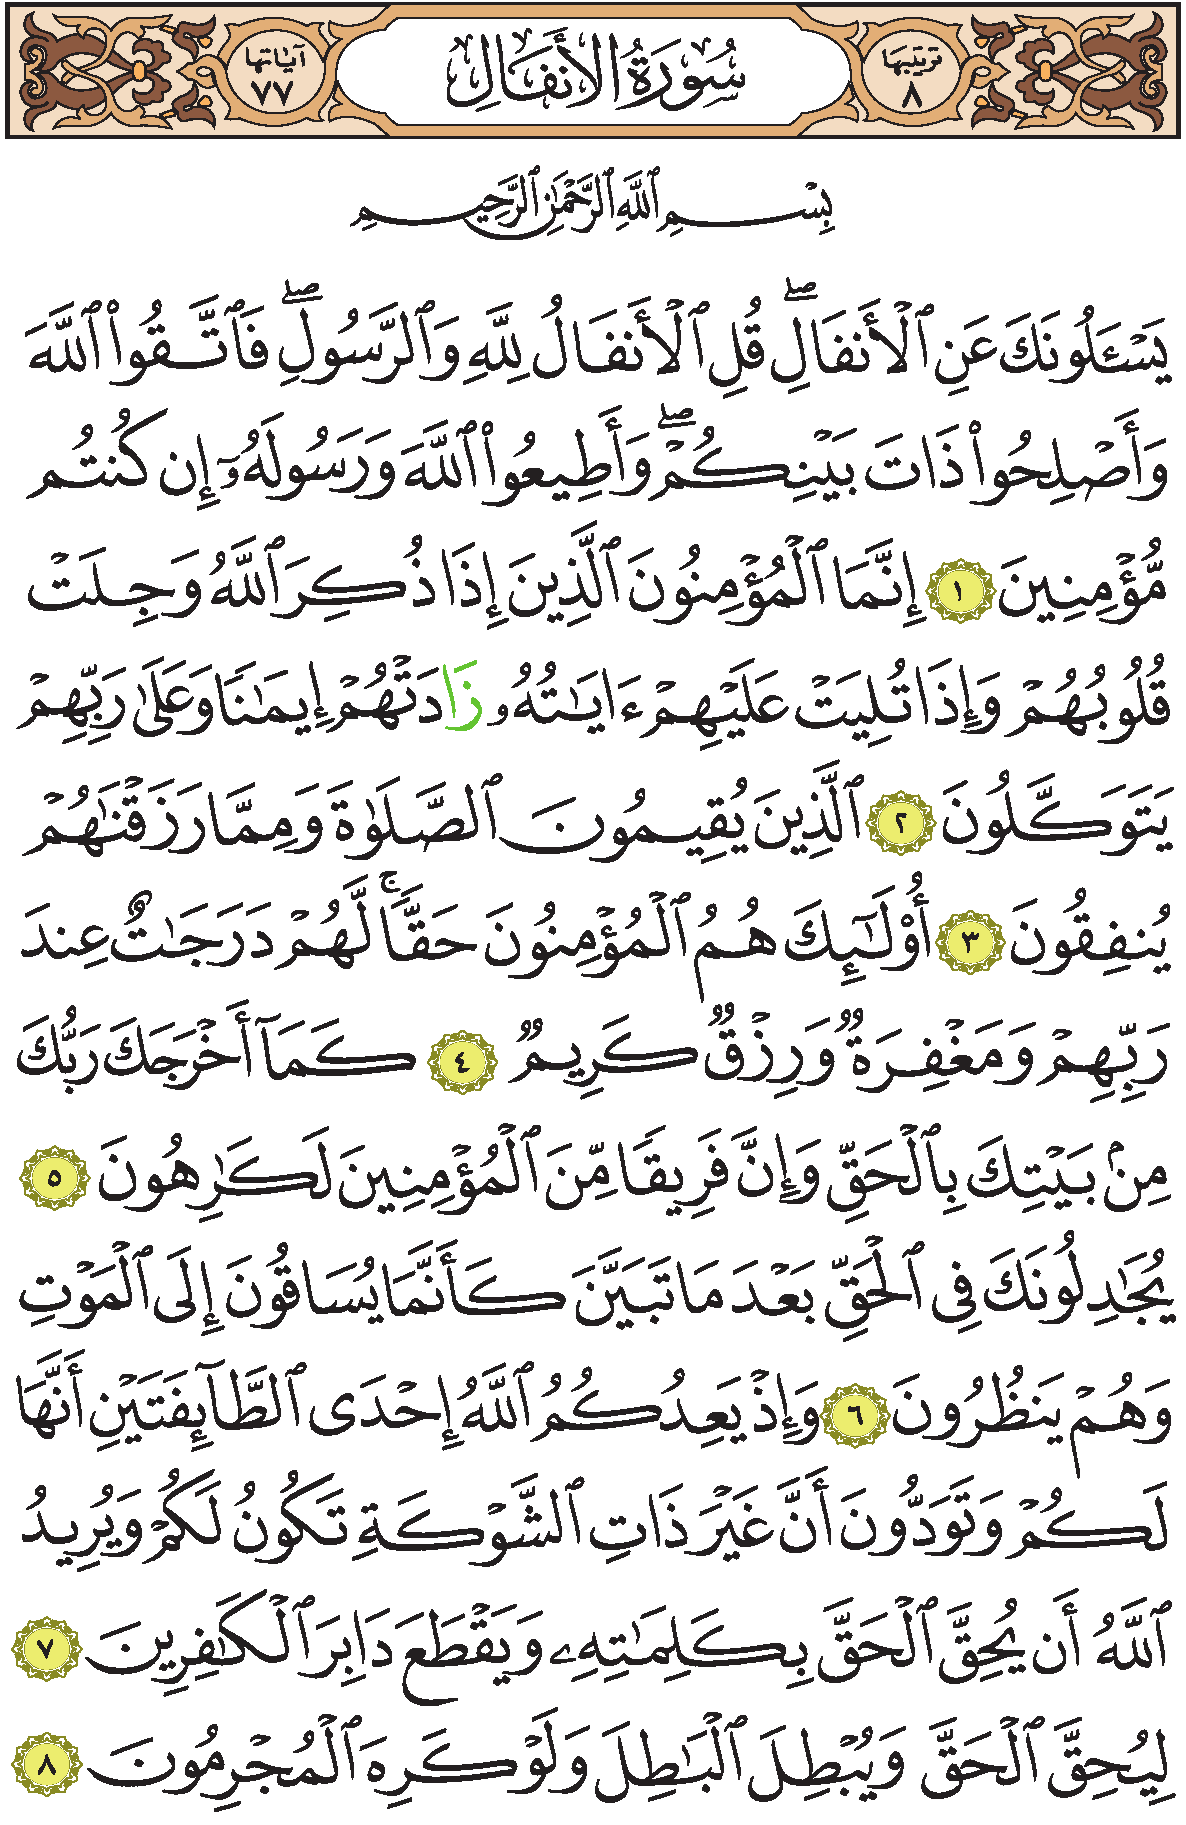 ترتيبها
٨
سُورَةُ الأَنفَالِ
آيَاتها
٧٧
بِسْمِ ٱللَّهِ ٱلرَّحْمَٰنِ ٱلرَّحِيمِ
يَسْـَٔلُونَكَ عَنِ ٱلْأَنفَالِۖ قُلِ ٱلْأَنفَالُ لِلَّهِ وَٱلرَّسُولِۖ فَٱتَّقُوا۟ ٱللَّهَ
وَأَصْلِحُوا۟ ذَاتَ بَيْنِكُمْۖ وَأَطِيعُوا۟ ٱللَّهَ وَرَسُولَهُۥٓ إِن كُنتُم
مُّؤْمِنِينَ ١ إِنَّمَا ٱلْمُؤْمِنُونَ ٱلَّذِينَ إِذَا ذُكِرَ ٱللَّهُ وَجِلَتْ
قُلُوبُهُمْ وَإِذَا تُلِيَتْ عَلَيْهِمْ ءَايَٰتُهُۥ زَادَتْهُمْ إِيمَٰنًا وَعَلَىٰ رَبِّهِمْ
يَتَوَكَّلُونَ ٢ ٱلَّذِينَ يُقِيمُونَ ٱلصَّلَوٰةَ وَمِمَّا رَزَقْنَٰهُمْ
يُنفِقُونَ ٣ أُو۟لَٰٓئِكَ هُمُ ٱلْمُؤْمِنُونَ حَقًّاۚ لَّهُمْ دَرَجَٰتٌ عِندَ
رَبِّهِمْ وَمَغْفِرَةٌ وَرِزْقٌ كَرِيمٌ ٤ كَمَآ أَخْرَجَكَ رَبُّكَ
مِنۢ بَيْتِكَ بِٱلْحَقِّ وَإِنَّ فَرِيقًا مِّنَ ٱلْمُؤْمِنِينَ لَكَٰرِهُونَ ٥
يُجَٰدِلُونَكَ فِى ٱلْحَقِّ بَعْدَ مَا تَبَيَّنَ كَأَنَّمَا يُسَاقُونَ إِلَى ٱلْمَوْتِ
وَهُمْ يَنظُرُونَ ٦ وَإِذْ يَعِدُكُمُ ٱللَّهُ إِحْدَى ٱلطَّآئِفَتَيْنِ أَنَّهَا
لَكُمْ وَتَوَدُّونَ أَنَّ غَيْرَ ذَاتِ ٱلشَّوْكَةِ تَكُونُ لَكُمْ وَيُرِيدُ
ٱللَّهُ أَن يُحِقَّ ٱلْحَقَّ بِكَلِمَٰتِهِۦ وَيَقْطَعَ دَابِرَ ٱلْكَٰفِرِينَ ٧
لِيُحِقَّ ٱلْحَقَّ وَيُبْطِلَ ٱلْبَٰطِلَ وَلَوْ كَرِهَ ٱلْمُجْرِمُونَ ٨